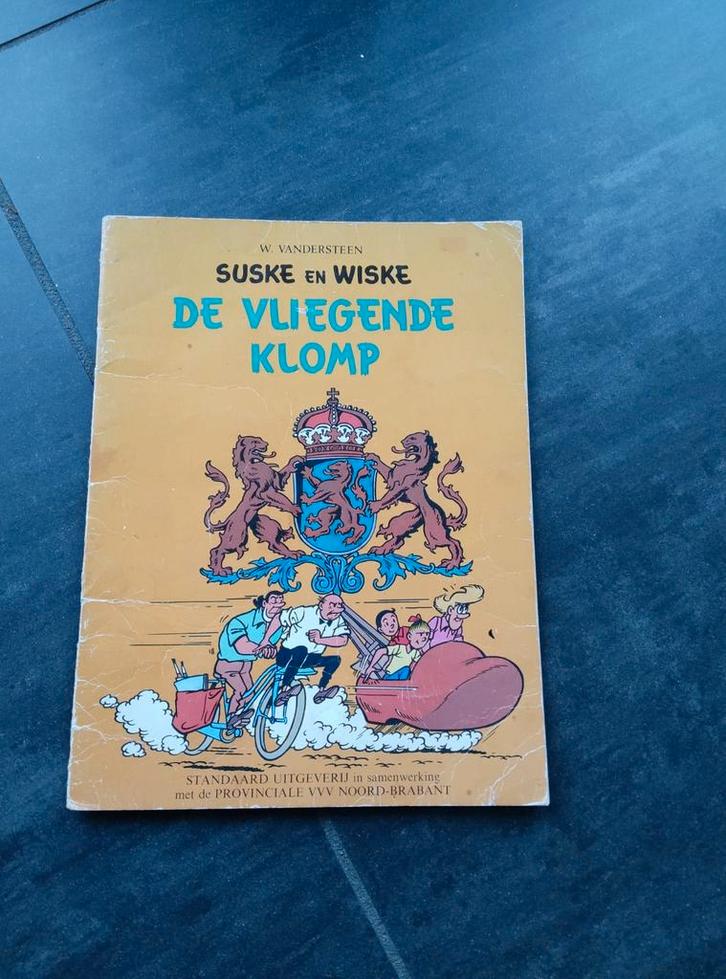 W. VANDERSTEEN
SUSKE EN WISKE
DE VLIEGENDE
KLOMP
STANDAARD UITGEVERIJ in samenwerking
met de PROVINCIALE VVV NOORD-BRABANT